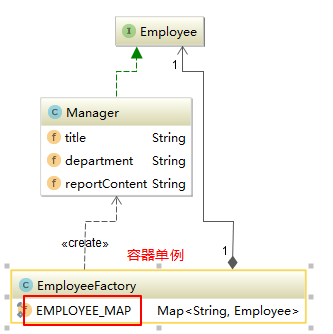 I Employee
1
C Manager
f title String
f department String
f reportContent String
«create»
容器单例
1
C EmployeeFactory
f EMPLOYEE_MAP Map<String, Employee>